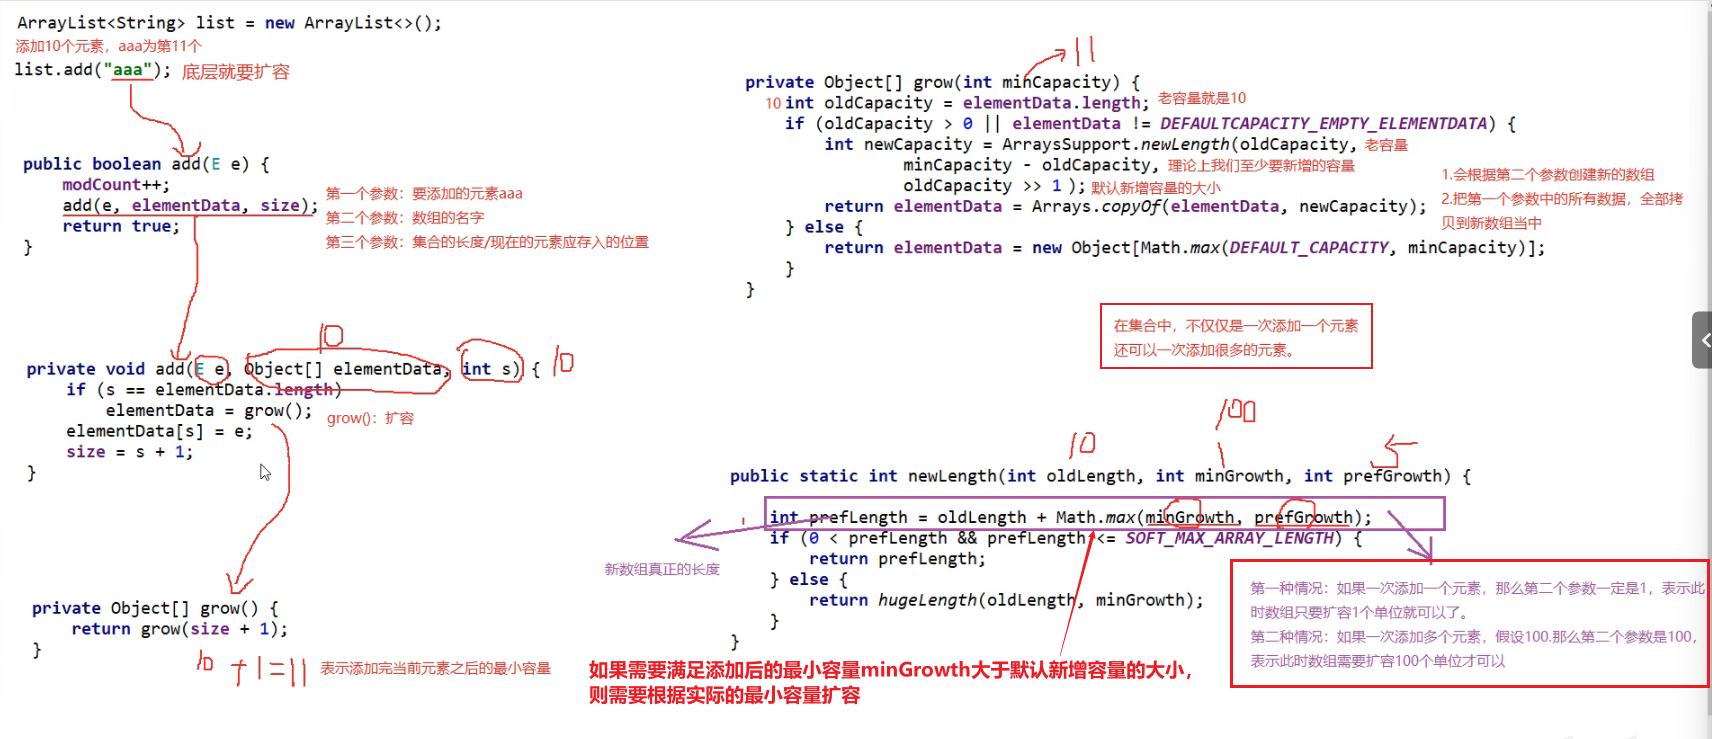 ArrayList<String> list = new ArrayList<>();
添加10个元素，aaa为第11个
list.add("aaa"); 底层就要扩容
public boolean add(E e) {
modCount++;
add(e, elementData, size);
return true;
}
第一个参数：要添加的元素aaa
第二个参数：数组的名字
第三个参数：集合的长度/现在的元素应存入的位置
10
private void add(E e, Object[] elementData, int s) { 10
if (s == elementData.length)
elementData = grow();
grow()：扩容
elementData[s] = e;
size = s + 1;
}
private Object[] grow() {
return grow(size + 1);
}
10 + 1 = 11 表示添加完当前元素之后的最小容量
11
private Object[] grow(int minCapacity) {
10 int oldCapacity = elementData.length; 老容量就是10
if (oldCapacity > 0 || elementData != DEFAULTCAPACITY_EMPTY_ELEMENTDATA) {
int newCapacity = ArraysSupport.newLength(oldCapacity, 老容量
minCapacity - oldCapacity, 理论上我们至少要新增的容量
oldCapacity >> 1 ); 默认新增容量的大小
return elementData = Arrays.copyOf(elementData, newCapacity);
} else {
return elementData = new Object[Math.max(DEFAULT_CAPACITY, minCapacity)];
}
}
1.会根据第二个参数创建新的数组
2.把第一个参数中的所有数据，全部拷
贝到新数组当中
在集合中，不仅仅是一次添加一个元素
还可以一次添加很多的元素。
10 100 5
public static int newLength(int oldLength, int minGrowth, int prefGrowth) {
int prefLength = oldLength + Math.max(minGrowth, prefGrowth);
if (0 < prefLength && prefLength <= SOFT_MAX_ARRAY_LENGTH) {
return prefLength;
} else {
return hugeLength(oldLength, minGrowth);
}
}
新数组真正的长度
第一种情况：如果一次添加一个元素，那么第二个参数一定是1，表示此
时数组只要扩容1个单位就可以了。
第二种情况：如果一次添加多个元素，假设100.那么第二个参数是100，
表示此时数组需要扩容100个单位才可以
如果需要满足添加后的最小容量minGrowth大于默认新增容量的大小，
则需要根据实际的最小容量扩容